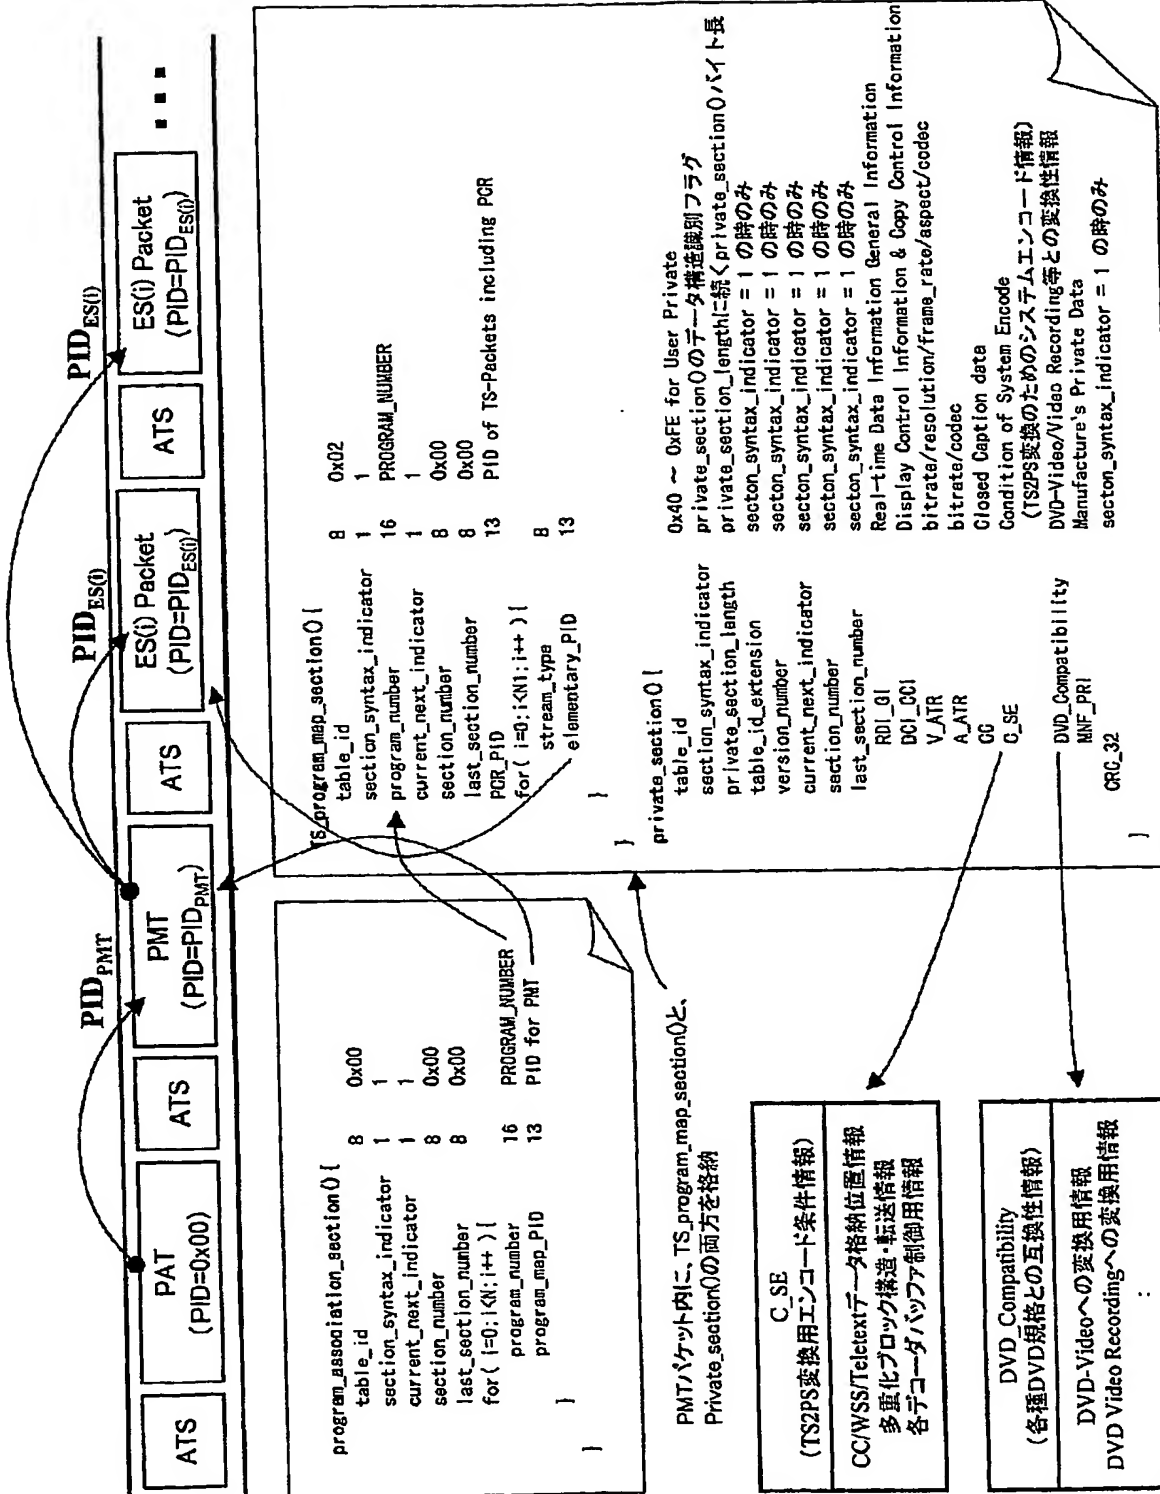 PID_PMT
PID_ES(i)
PID_ES(i)
ATS
PAT
(PID=0x00)
ATS
PMT
(PID=PID_PMT)
ATS
ES(i) Packet
(PID=PID_ES(i))
ATS
ES(i) Packet
(PID=PID_ES(i))
...
program_association_section(){
table_id 8 0x00
section_syntax_indicator 1 1
current_next_indicator 1 1
section_number 8 0x00
last_section_number 8 0x00
for( i=0;i<N;i++ ){
program_number 16 PROGRAM_NUMBER
program_map_PID 13 PID for PMT
}
TS_program_map_section(){
table_id 8 0x02
section_syntax_indicator 1 1
program_number 16 PROGRAM_NUMBER
current_next_indicator 1 1
section_number 8 0x00
last_section_number 8 0x00
PCR_PID 13 PID of TS-Packets including PCR
for( i=0;i<N1;i++ ){
stream_type 8
elementary_PID 13
}
private_section(){
table_id 0x40 ~ 0xFE for User Private
section_syntax_indicator private_section()のデータ構造識別フラグ
private_section_length private_section_lengthに続くprivate_section()バイト長
table_id_extension secton_syntax_indicator = 1 の時のみ
version_number secton_syntax_indicator = 1 の時のみ
current_next_indicator secton_syntax_indicator = 1 の時のみ
section_number secton_syntax_indicator = 1 の時のみ
last_section_number secton_syntax_indicator = 1 の時のみ
RDI_GI Real-time Data Information General Information
DCI_CCI Display Control Information & Copy Control Information
V_ATR bitrate/resolution/frame_rate/aspect/codec
A_ATR bitrate/codec
CC Closed Caption data
C_SE Condition of System Encode
(TS2PS変換のためのシステムエンコード情報)
DVD_Compatibility DVD-Video/Video Recording等との変換性情報
MNF_PRI Manufacture's Private Data
CRC_32 secton_syntax_indicator = 1 の時のみ
}
PMTパケット内に、TS_program_map_section()と、
Private_section()の両方を格納
C_SE
(TS2PS変換用エンコード条件情報)
CC/WSS/Teletextデータ格納位置情報
多重化ブロック構造・転送情報
各デコーダバッファ制御用情報
DVD_Compatibility
(各種DVD規格との互換性情報)
DVD-Videoへの変換用情報
DVD Video Recordingへの変換用情報
: